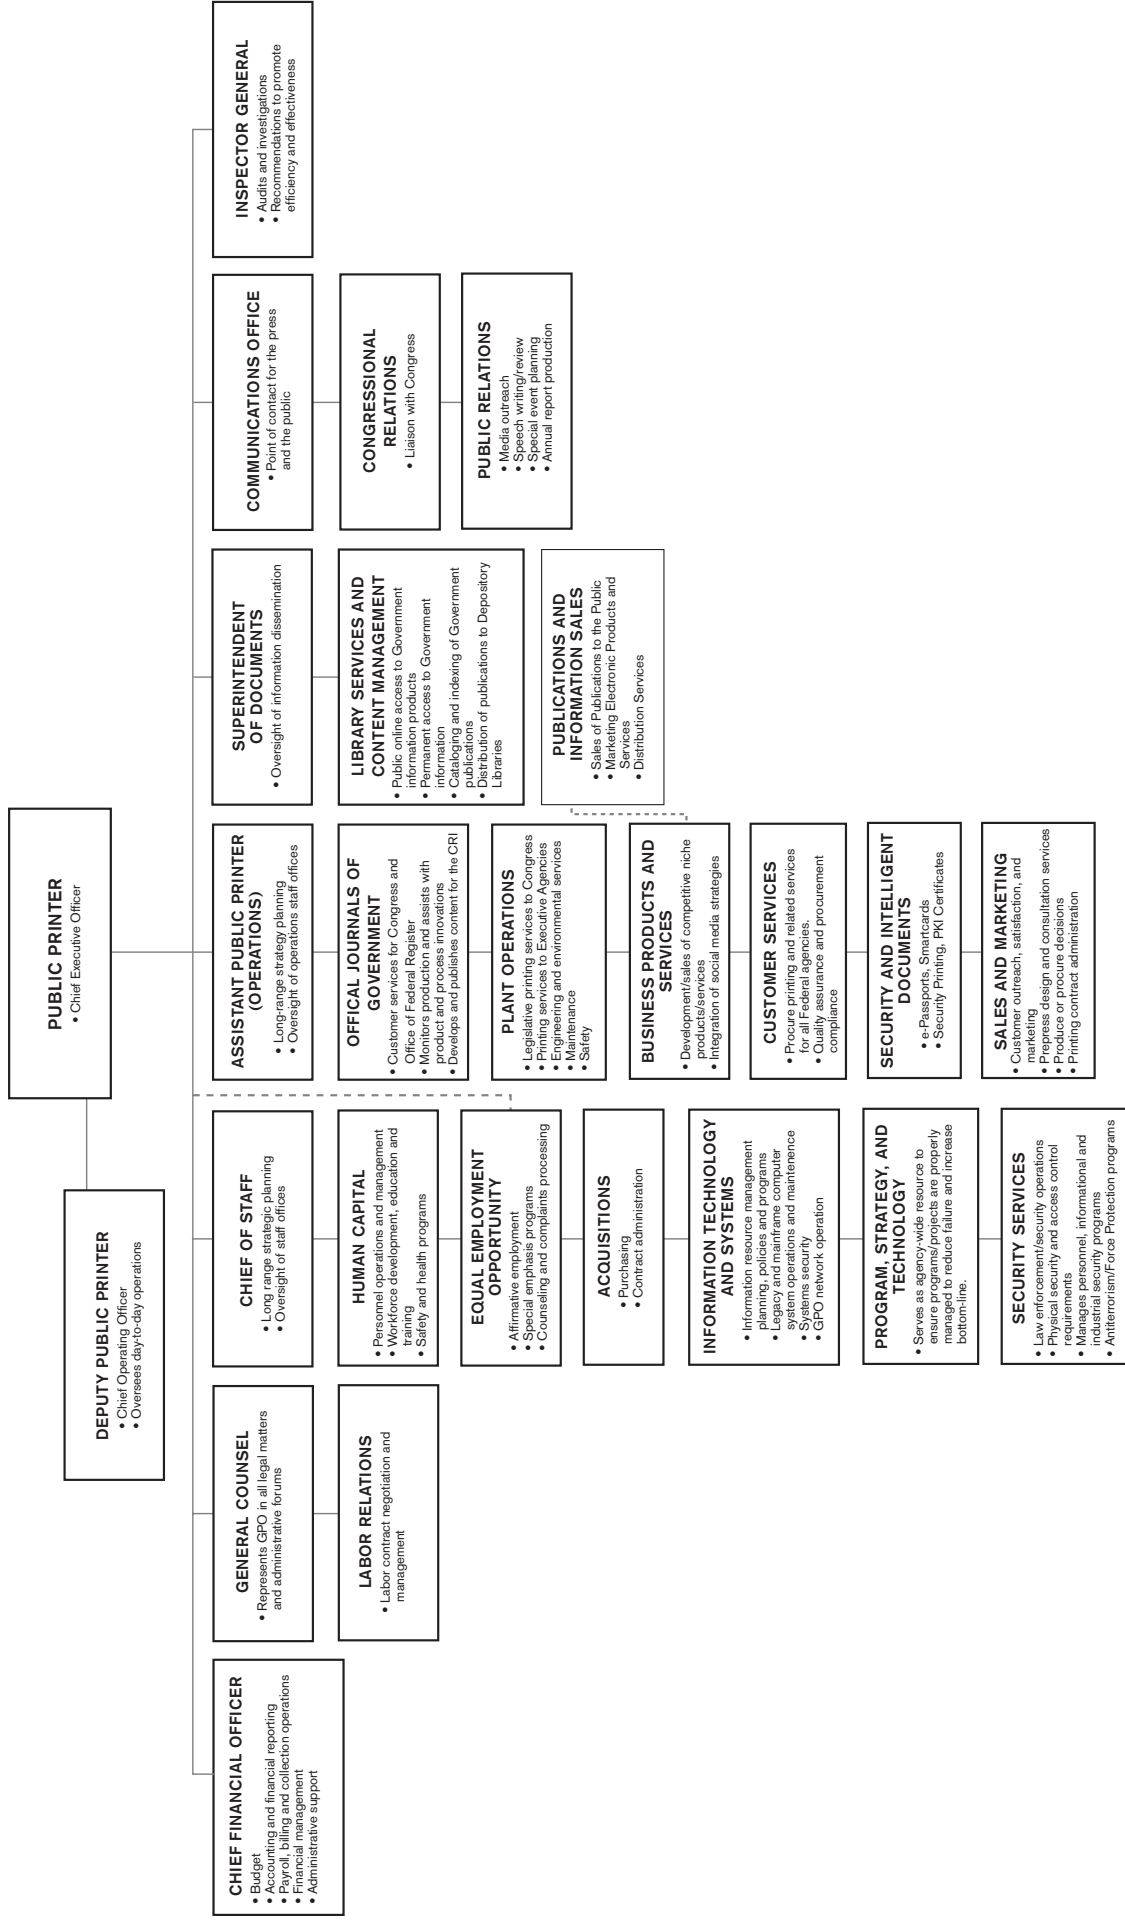 PUBLIC PRINTER
• Chief Executive Officer
DEPUTY PUBLIC PRINTER
• Chief Operating Officer
• Oversees day-to-day operations
CHIEF FINANCIAL OFFICER
• Budget
• Accounting and financial reporting
• Payroll, billing and collection operations
• Financial management
• Administrative support
GENERAL COUNSEL
• Represents GPO in all legal matters
and administrative forums
LABOR RELATIONS
• Labor contract negotiation and
management
CHIEF OF STAFF
• Long range strategic planning
• Oversight of staff offices
HUMAN CAPITAL
• Personnel operations and management
• Workforce development, education and
training
• Safety and health programs
EQUAL EMPLOYMENT
OPPORTUNITY
• Affirmative employment
• Special emphasis programs
• Counseling and complaints processing
ACQUISITIONS
• Purchasing
• Contract administration
INFORMATION TECHNOLOGY
AND SYSTEMS
• Information resource management
planning, policies and programs
• Legacy and mainframe computer
system operations and maintenence
• Systems security
• GPO network operation
PROGRAM, STRATEGY, AND
TECHNOLOGY
• Serves as agency-wide resource to
ensure programs/projects are properly
managed to reduce failure and increase
bottom-line.
SECURITY SERVICES
• Law enforcement/security operations
• Physical security and access control
requirements
• Manages personnel, informational and
industrial security programs
• Antiterrorism/Force Protection programs
ASSISTANT PUBLIC PRINTER
(OPERATIONS)
• Long-range strategy planning
• Oversight of operations staff offices
OFFICAL JOURNALS OF
GOVERNMENT
• Customer services for Congress and
Office of Federal Register
• Monitors production and assists with
product and process innovations
• Develops and publishes content for the CRI
PLANT OPERATIONS
• Legislative printing services to Congress
• Printing services to Executive Agencies
• Engineering and environmental services
• Maintenance
• Safety
BUSINESS PRODUCTS AND
SERVICES
• Development/sales of competitive niche
products/services
• Integration of social media strategies
CUSTOMER SERVICES
• Procure printing and related services
for all Federal agencies.
• Quality assurance and procurement
compliance
SECURITY AND INTELLIGENT
DOCUMENTS
• e-Passports, Smartcards
• Security Printing, PKI Certificates
SALES AND MARKETING
• Customer outreach, satisfaction, and
marketing
• Prepress design and consultation services
• Produce or procure decisions
• Printing contract administration
SUPERINTENDENT
OF DOCUMENTS
• Oversight of information dissemination
LIBRARY SERVICES AND
CONTENT MANAGEMENT
• Public online access to Government
information products
• Permanent access to Government
information
• Cataloging and indexing of Government
publications
• Distribution of publications to Depository
Libraries
PUBLICATIONS AND
INFORMATION SALES
• Sales of Publications to the Public
• Marketing Electronic Products and
Services
• Distribution Services
COMMUNICATIONS OFFICE
• Point of contact for the press
and the public
CONGRESSIONAL
RELATIONS
• Liaison with Congress
PUBLIC RELATIONS
• Media outreach
• Speech writing/review
• Special event planning
• Annual report production
INSPECTOR GENERAL
• Audits and investigations
• Recommendations to promote
efficiency and effectiveness